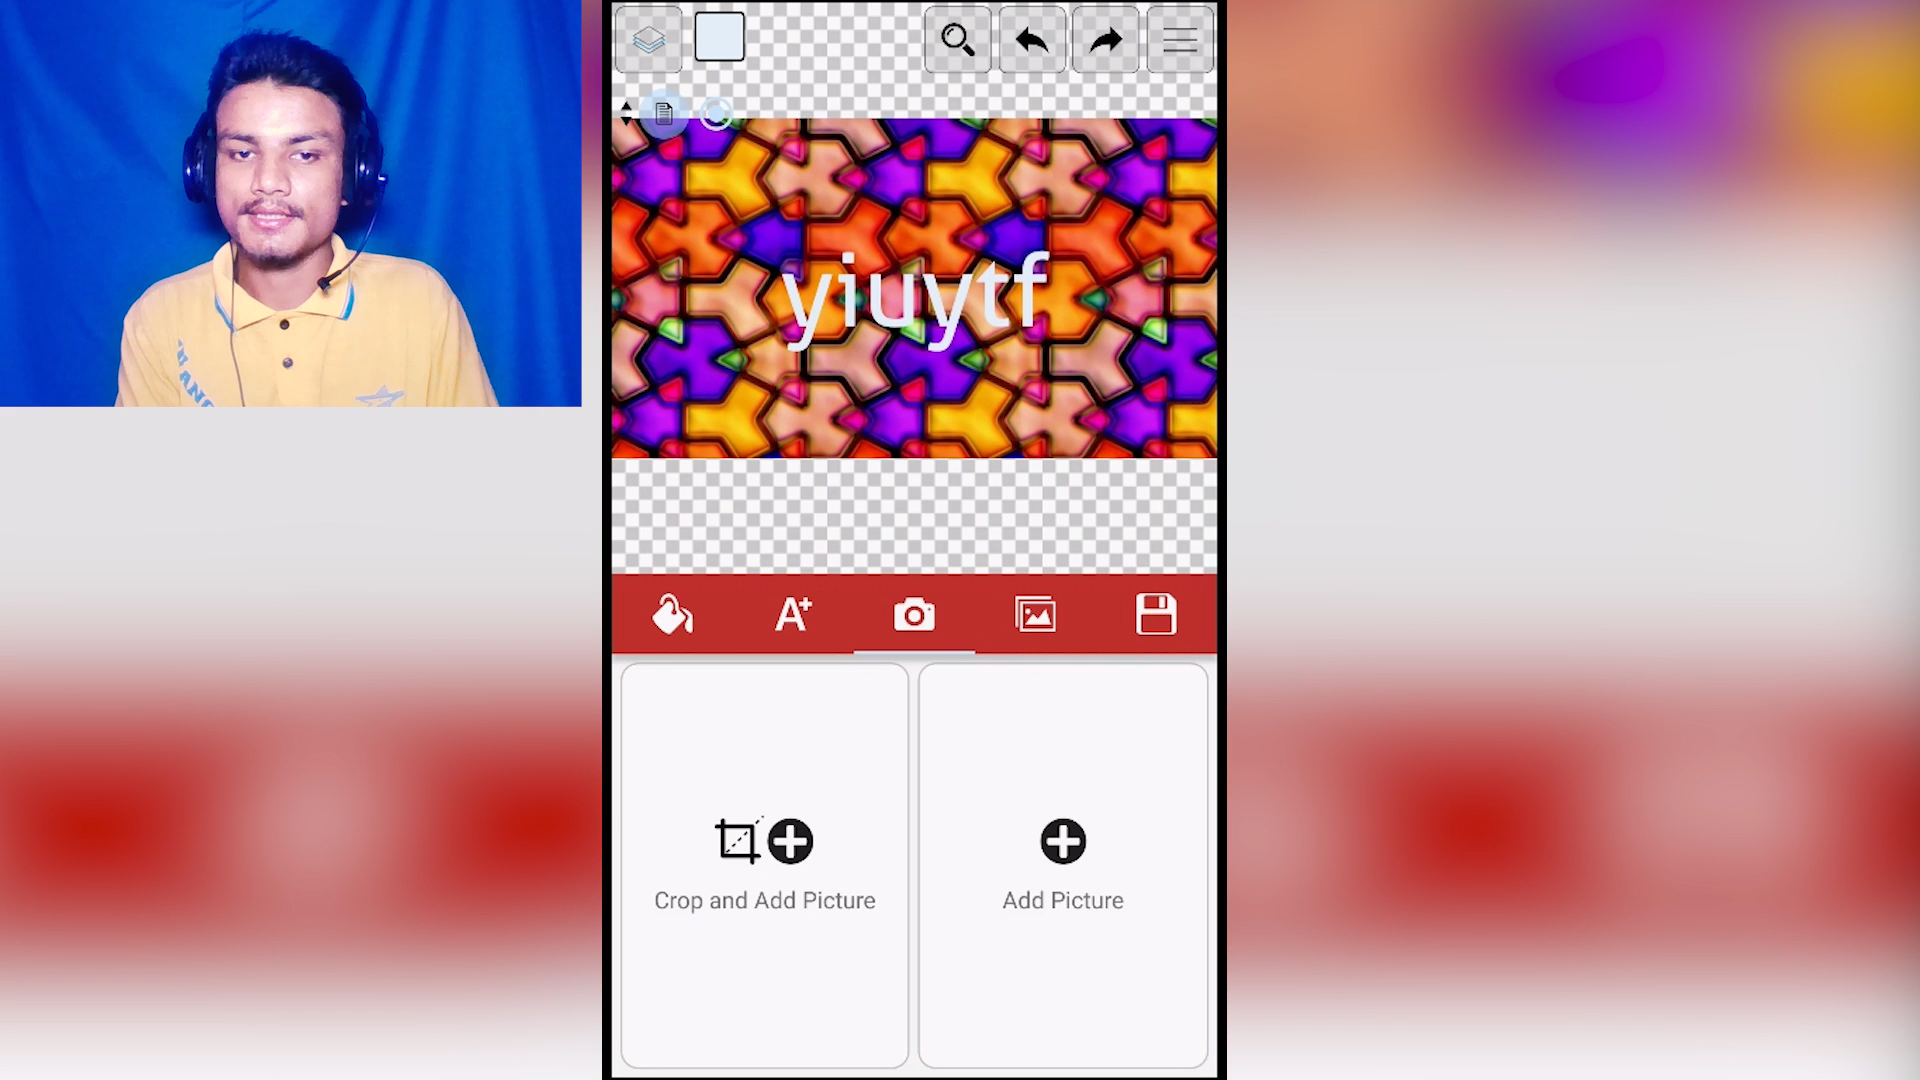 yiuytf
A+
Crop and Add Picture
Add Picture